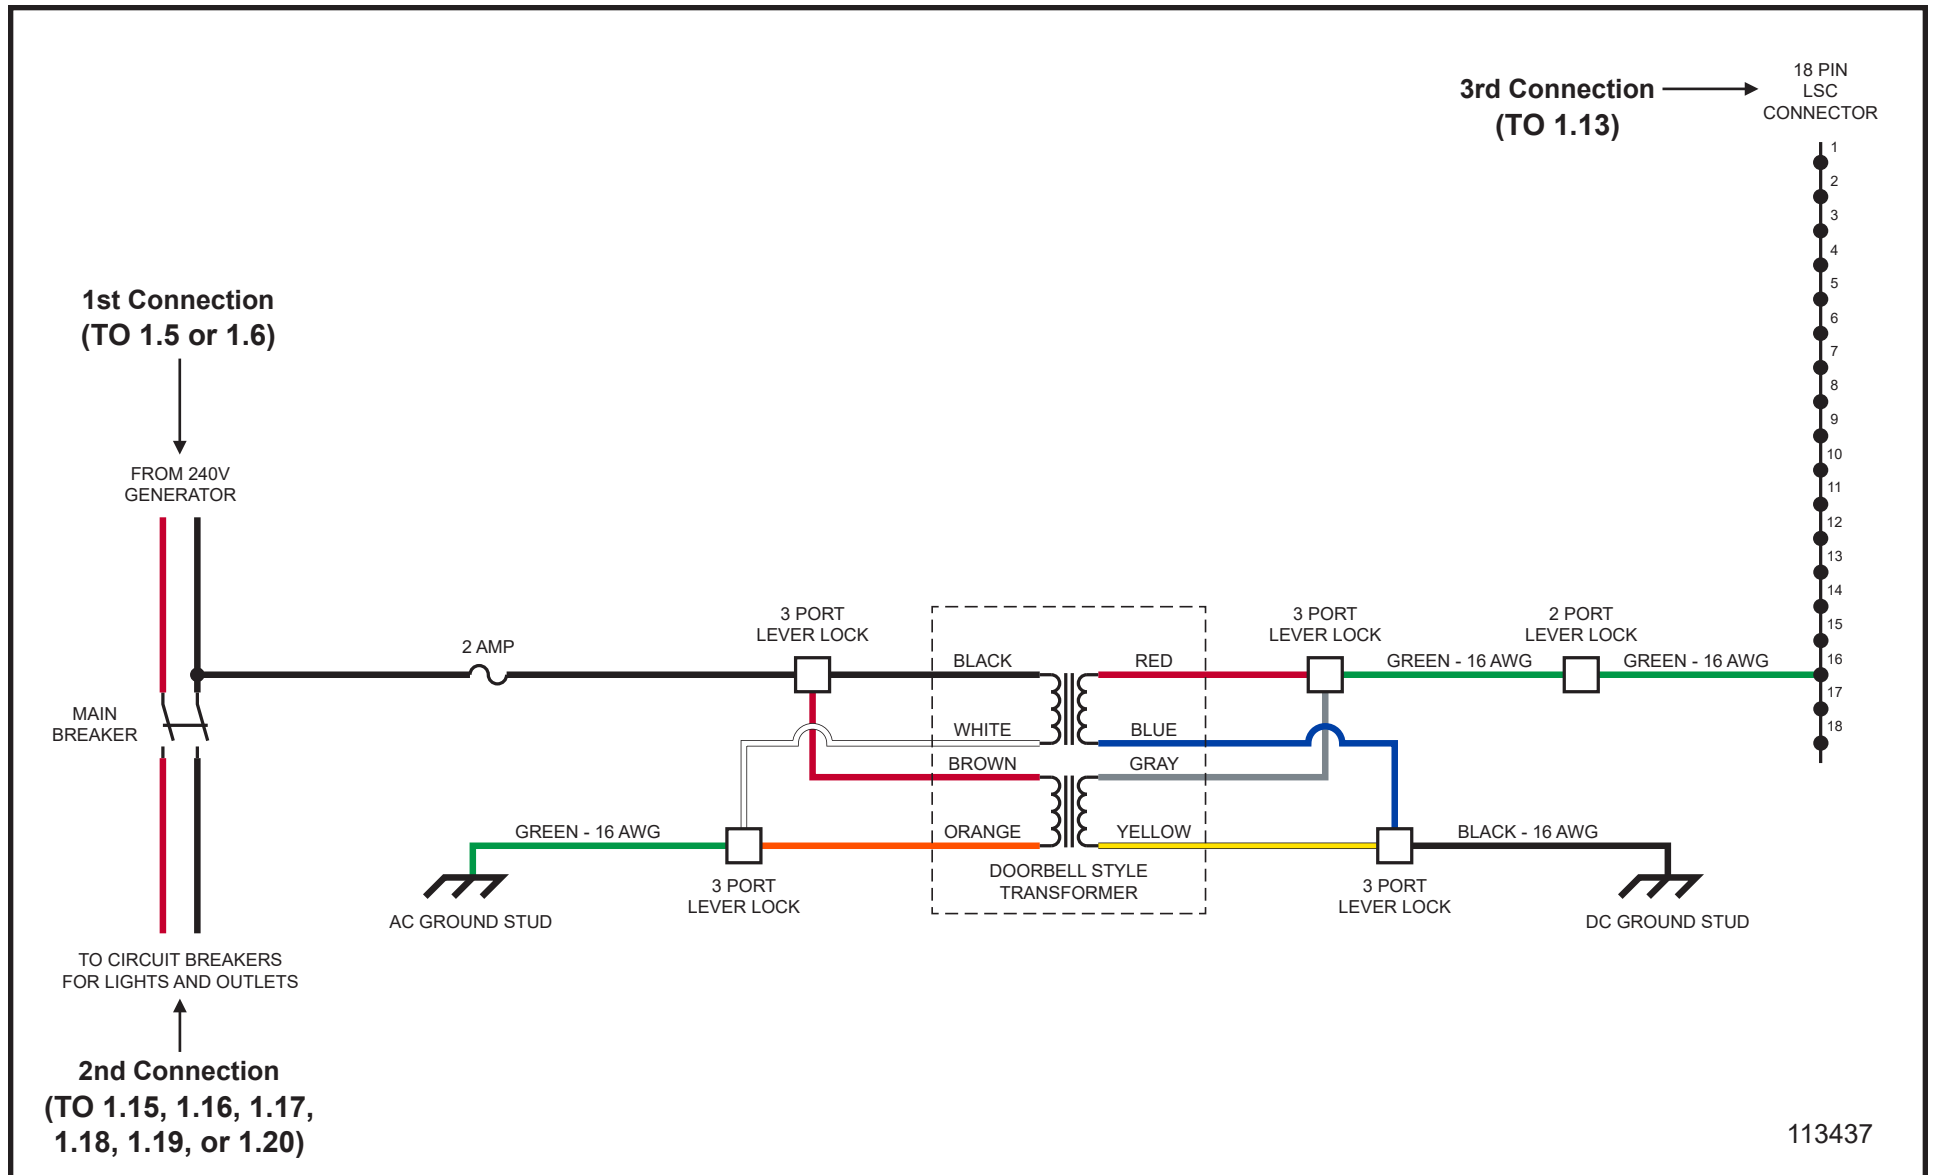 3rd Connection
(TO 1.13)
18 PIN
LSC
CONNECTOR
1
2
3
4
5
6
7
8
9
10
11
12
13
14
15
16
17
18
1st Connection
(TO 1.5 or 1.6)
FROM 240V
GENERATOR
MAIN
BREAKER
TO CIRCUIT BREAKERS
FOR LIGHTS AND OUTLETS
2nd Connection
(TO 1.15, 1.16, 1.17,
1.18, 1.19, or 1.20)
2 AMP
3 PORT
LEVER LOCK
BLACK
WHITE
BROWN
ORANGE
RED
BLUE
GRAY
YELLOW
DOORBELL STYLE
TRANSFORMER
3 PORT
LEVER LOCK
GREEN - 16 AWG
2 PORT
LEVER LOCK
GREEN - 16 AWG
GREEN - 16 AWG
AC GROUND STUD
3 PORT
LEVER LOCK
3 PORT
LEVER LOCK
BLACK - 16 AWG
DC GROUND STUD
113437